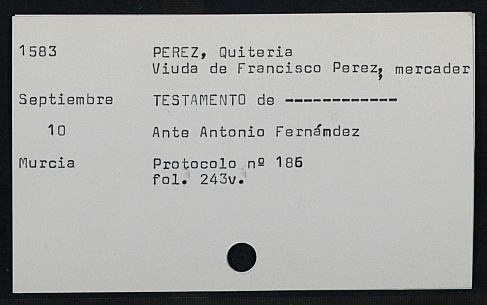 1583 PEREZ, Quiteria
Viuda de Francisco Perez, mercader
Septiembre TESTAMENTO de ------------
10 Ante Antonio Fernández
Murcia Protocolo nº 186
fol. 243v.